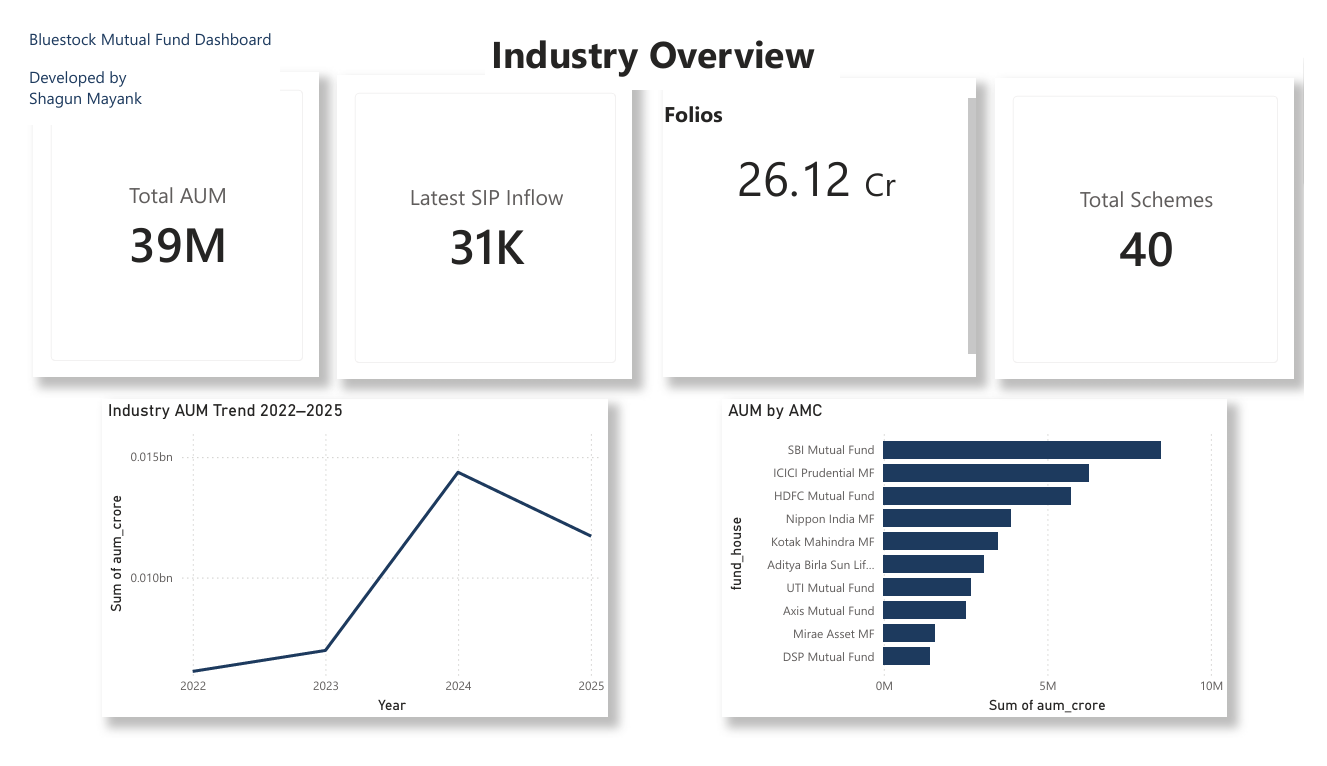 Bluestock Mutual Fund Dashboard
Developed by
Shagun Mayank
Industry Overview
Total AUM
39M
Latest SIP Inflow
31K
Folios
26.12 Cr
Total Schemes
40
Industry AUM Trend 2022–2025
Sum of aum_crore
0.015bn
0.010bn
2022 2023 2024 2025
Year
AUM by AMC
fund_house
SBI Mutual Fund
ICICI Prudential MF
HDFC Mutual Fund
Nippon India MF
Kotak Mahindra MF
Aditya Birla Sun Lif...
UTI Mutual Fund
Axis Mutual Fund
Mirae Asset MF
DSP Mutual Fund
0M 5M 10M
Sum of aum_crore